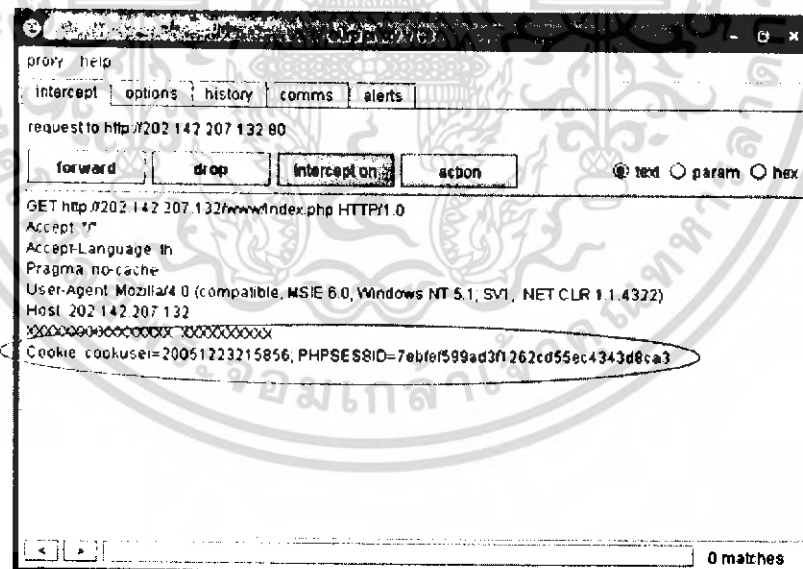 proxy help
intercept options history comms alerts
request to http://202.142.207.132:80
forward drop intercept on action text param hex
GET http://202.142.207.132/www/index.php HTTP/1.0
Accept: */*
Accept-Language: th
Pragma: no-cache
User-Agent: Mozilla/4.0 (compatible; MSIE 6.0; Windows NT 5.1; SV1; .NET CLR 1.1.4322)
Host: 202.142.207.132
Cookie: cookuser=20051223215856; PHPSESSID=7ebfef599ad3f1262cd55ec4343d8ca3
0 matches